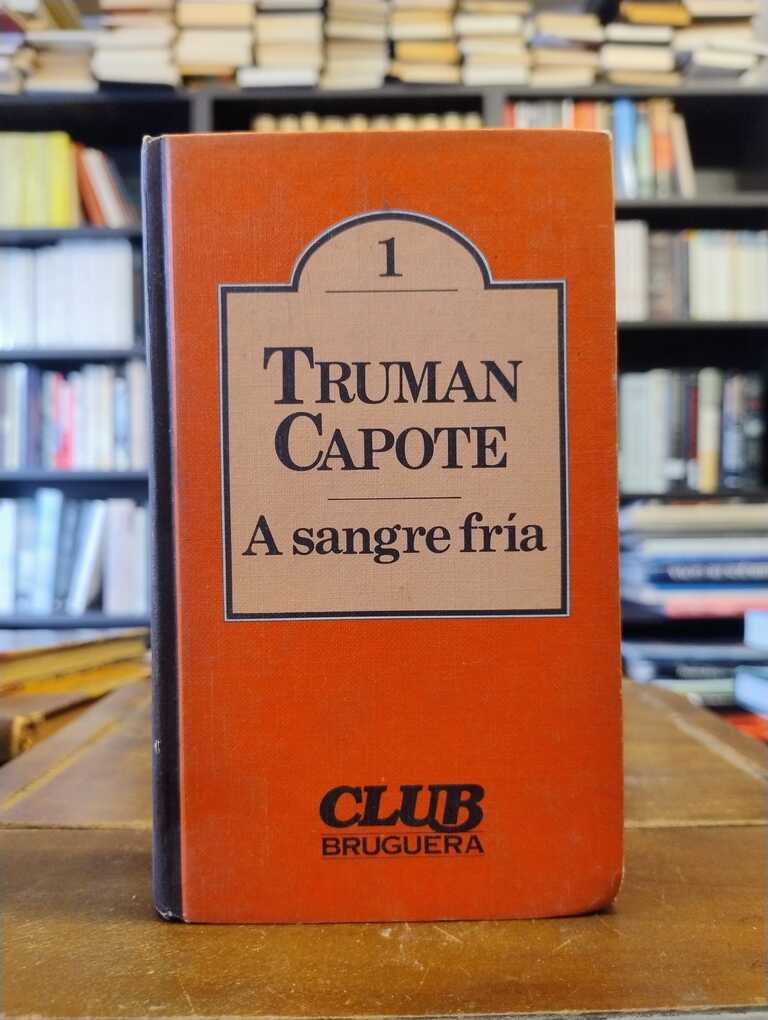 1
TRUMAN
CAPOTE
A sangre fría
CLUB
BRUGUERA